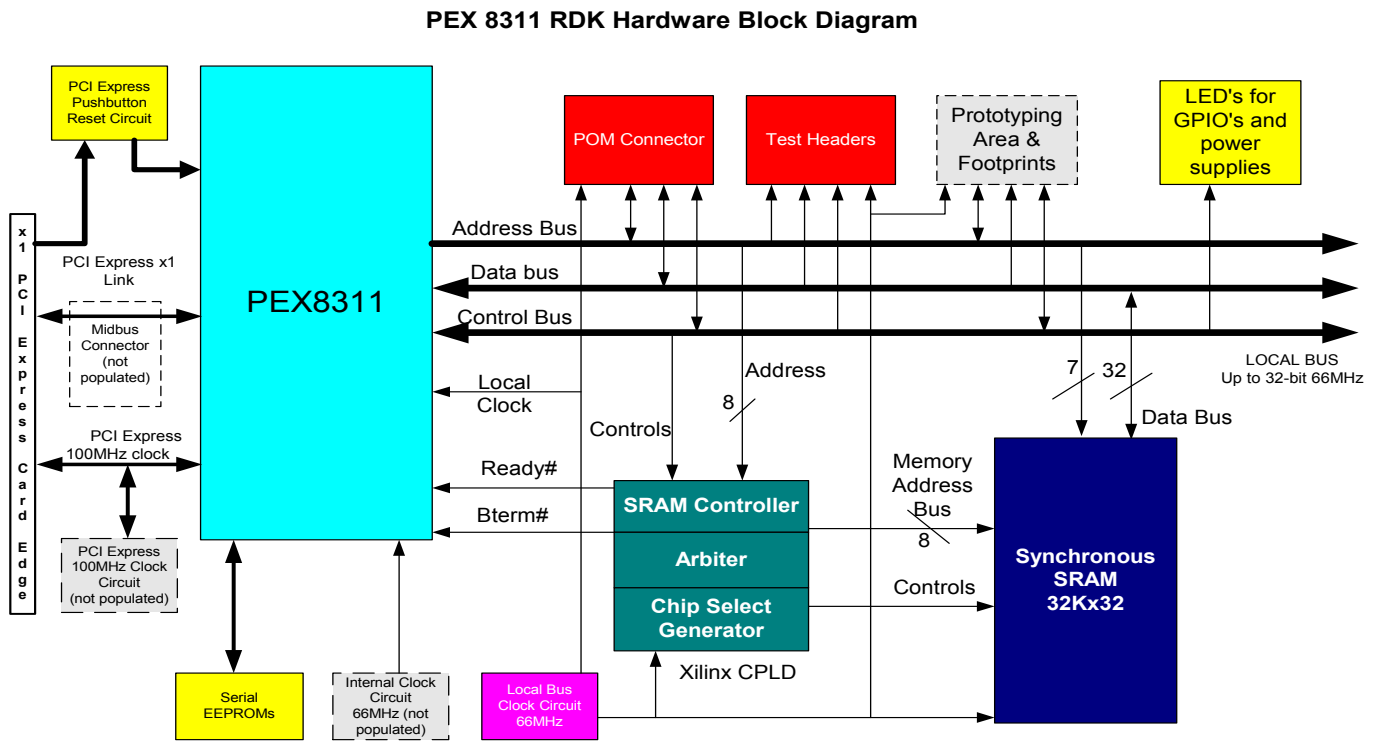 PEX 8311 RDK Hardware Block Diagram
PCI Express
Pushbutton
Reset Circuit
PEX8311
POM Connector
Test Headers
Prototyping
Area &
Footprints
LED's for
GPIO's and
power
supplies
x1 PCI Express Card Edge
PCI Express x1
Link
Midbus
Connector
(not
populated)
PCI Express
100MHz clock
PCI Express
100MHz Clock
Circuit
(not populated)
Address Bus
Data bus
Control Bus
LOCAL BUS
Up to 32-bit 66MHz
Local
Clock
Controls
Address
8
7
32
Data Bus
Ready#
Bterm#
SRAM Controller
Arbiter
Chip Select
Generator
Xilinx CPLD
Memory
Address
Bus
8
Controls
Synchronous
SRAM
32Kx32
Serial
EEPROMs
Internal Clock
Circuit
66MHz (not
populated)
Local Bus
Clock Circuit
66MHz